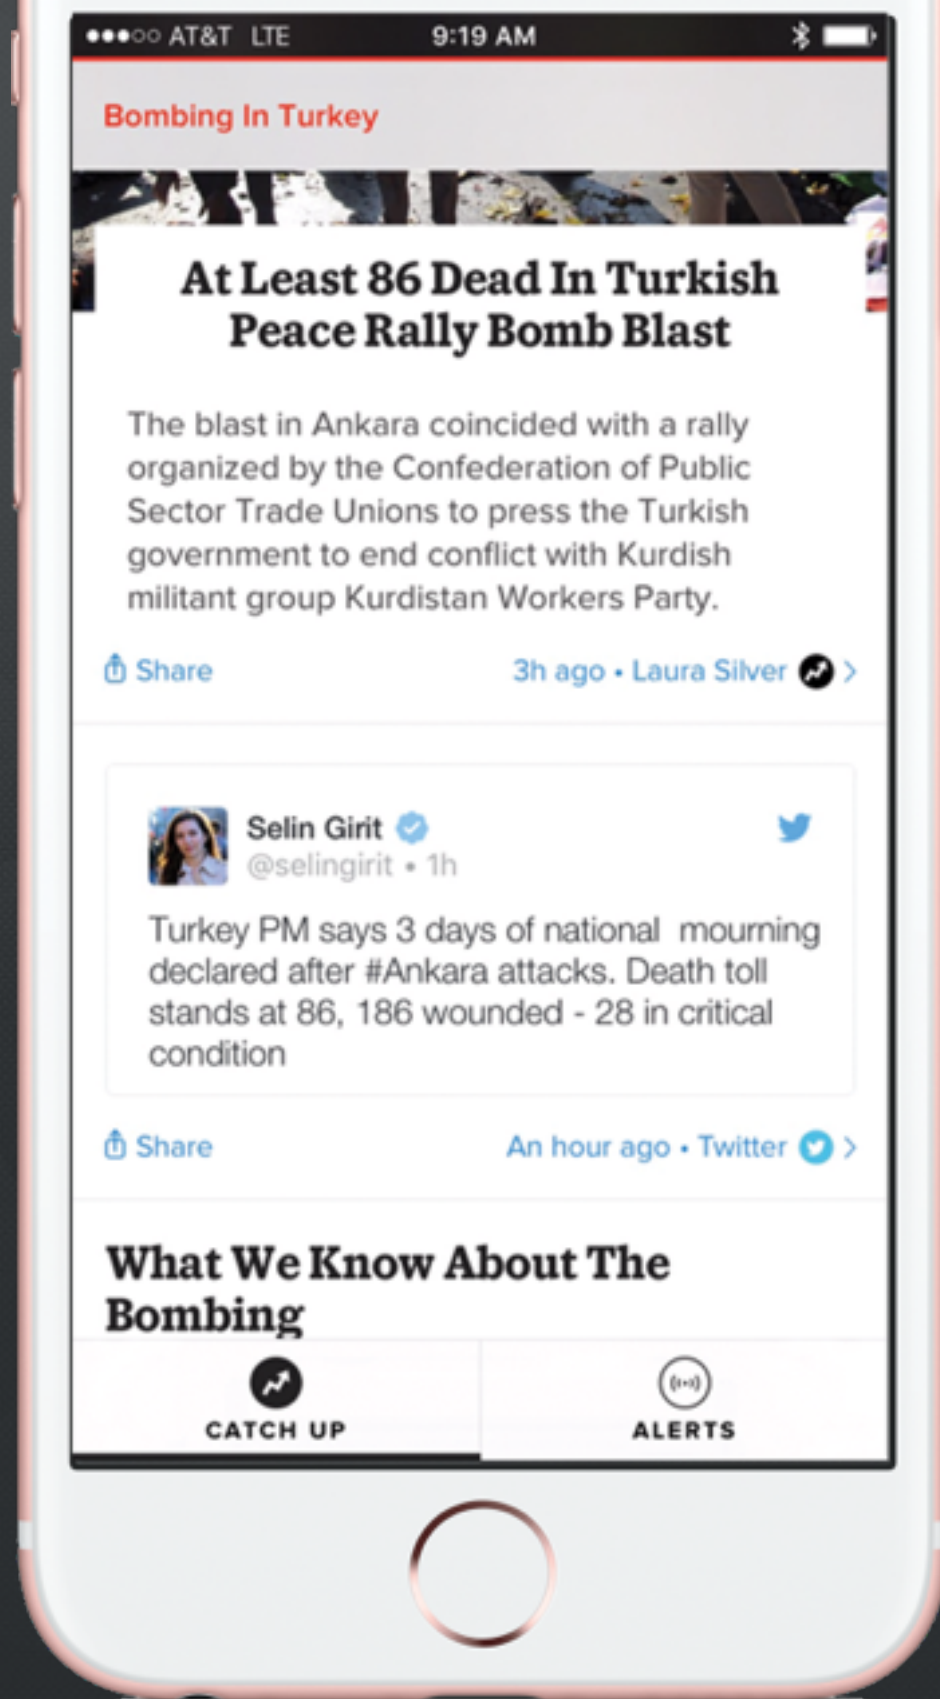 AT&T LTE 9:19 AM
Bombing In Turkey
At Least 86 Dead In Turkish
Peace Rally Bomb Blast
The blast in Ankara coincided with a rally
organized by the Confederation of Public
Sector Trade Unions to press the Turkish
government to end conflict with Kurdish
militant group Kurdistan Workers Party.
Share
3h ago • Laura Silver
Selin Girit
@selingirit • 1h
Turkey PM says 3 days of national  mourning
declared after #Ankara attacks. Death toll
stands at 86, 186 wounded - 28 in critical
condition
Share
An hour ago • Twitter
What We Know About The
Bombing
CATCH UP
ALERTS